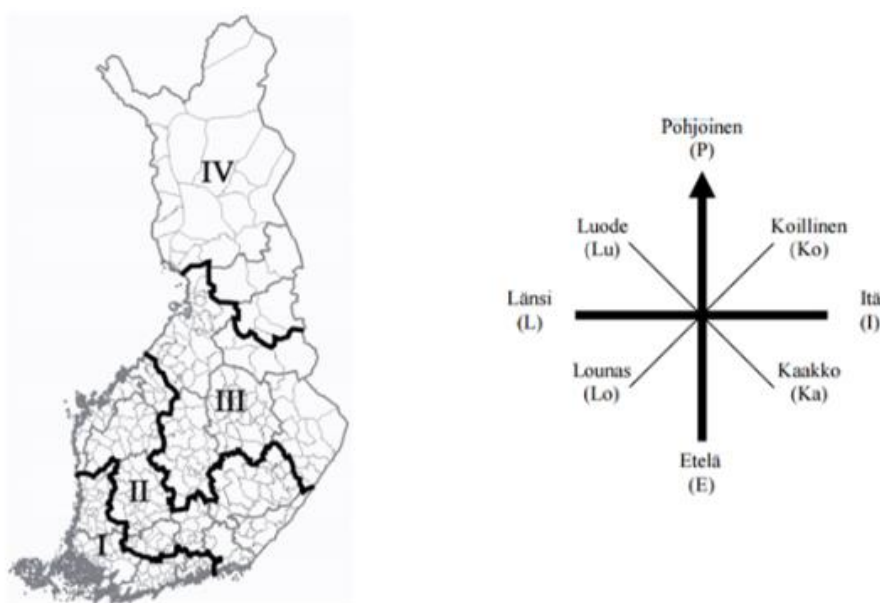 IV
III
II
I
Pohjoinen
(P)
Luode
(Lu)
Koillinen
(Ko)
Länsi
(L)
Itä
(I)
Lounas
(Lo)
Kaakko
(Ka)
Etelä
(E)